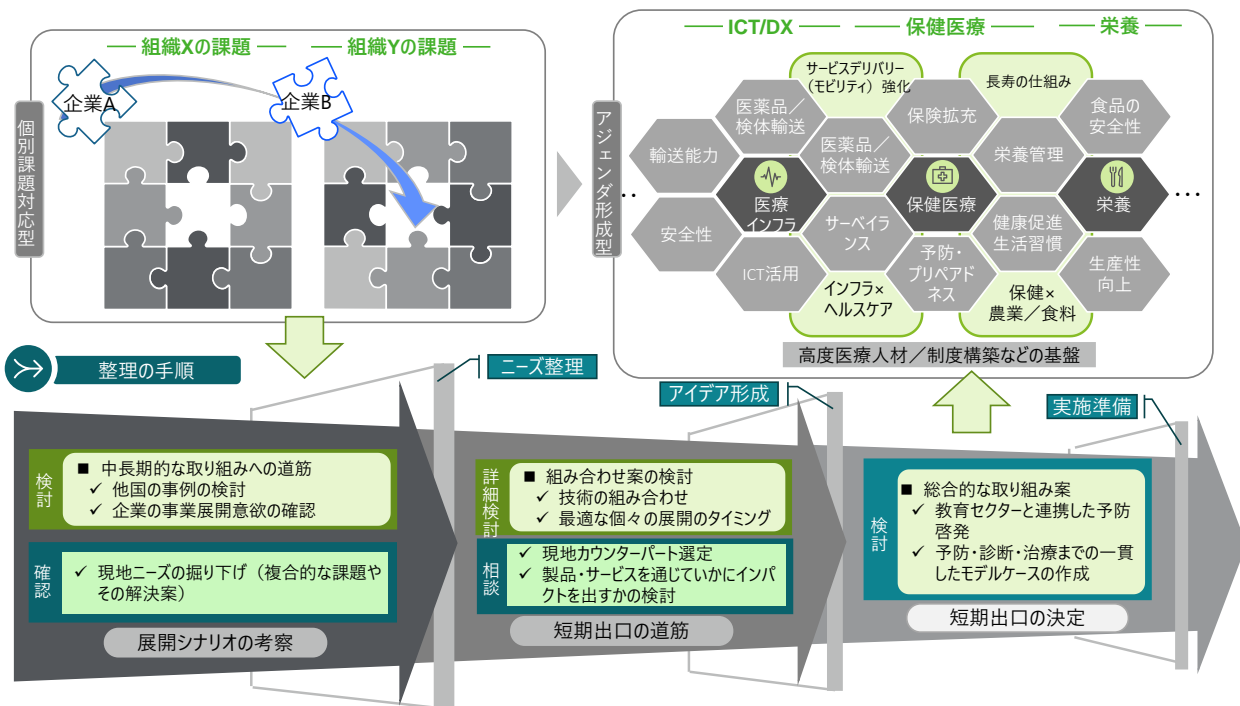 組織Xの課題
組織Yの課題
企業A
企業B
個別課題対応型
ICT/DX
保健医療
栄養
アジェンダ形成型
サービスデリバリー
（モビリティ）強化
長寿の仕組み
医薬品／
検体輸送
保険拡充
食品の
安全性
輸送能力
医薬品／
検体輸送
栄養管理
‥
医療
インフラ
保健医療
栄養
…
安全性
サーベイラ
ンス
健康促進
生活習慣
ICT活用
予防・
プリペアド
ネス
生産性
向上
インフラ×
ヘルスケア
保健×
農業／食料
高度医療人材／制度構築などの基盤
整理の手順
ニーズ整理
アイデア形成
実施準備
検討
■ 中長期的な取り組みへの道筋
✓ 他国の事例の検討
✓ 企業の事業展開意欲の確認
確認
✓ 現地ニーズの掘り下げ（複合的な課題や
その解決案）
展開シナリオの考察
詳細検討
■ 組み合わせ案の検討
✓ 技術の組み合わせ
✓ 最適な個々の展開のタイミング
相談
✓ 現地カウンターパート選定
✓ 製品・サービスを通じていかにインパ
クトを出すかの検討
短期出口の道筋
検討
■ 総合的な取り組み案
✓ 教育セクターと連携した予防
啓発
✓ 予防・診断・治療までの一貫
したモデルケースの作成
短期出口の決定